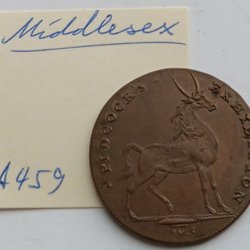 Middlesex
A459
PIDCOCK'S EXHIBITION